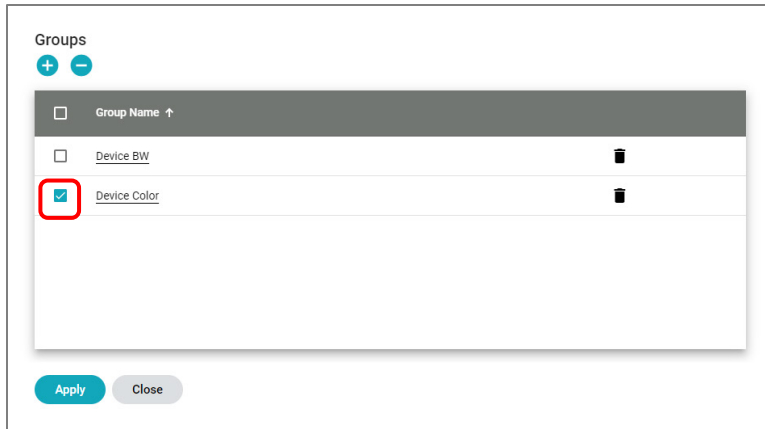 Groups
Group Name ↑
Device BW
Device Color
Apply Close